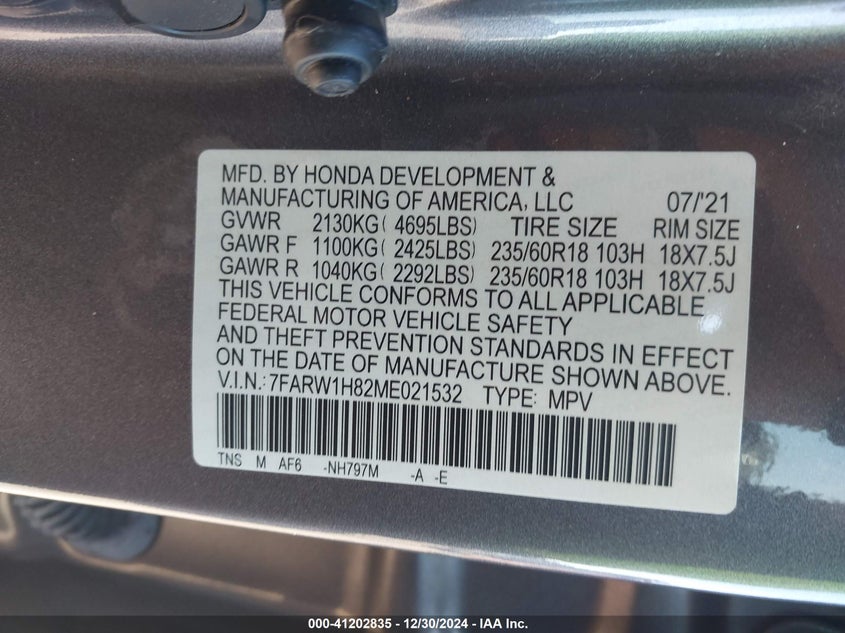 MFD. BY HONDA DEVELOPMENT &
MANUFACTURING OF AMERICA, LLC 07/'21
GVWR 2130KG( 4695LBS) TIRE SIZE RIM SIZE
GAWR F 1100KG( 2425LBS) 235/60R18 103H 18X7.5J
GAWR R 1040KG( 2292LBS) 235/60R18 103H 18X7.5J
THIS VEHICLE CONFORMS TO ALL APPLICABLE
FEDERAL MOTOR VEHICLE SAFETY
AND THEFT PREVENTION STANDARDS IN EFFECT
ON THE DATE OF MANUFACTURE SHOWN ABOVE.
V.I.N.:7FARW1H82ME021532 TYPE: MPV
TNS M AF6 -NH797M -A -E
000-41202835 - 12/30/2024 - IAA Inc.